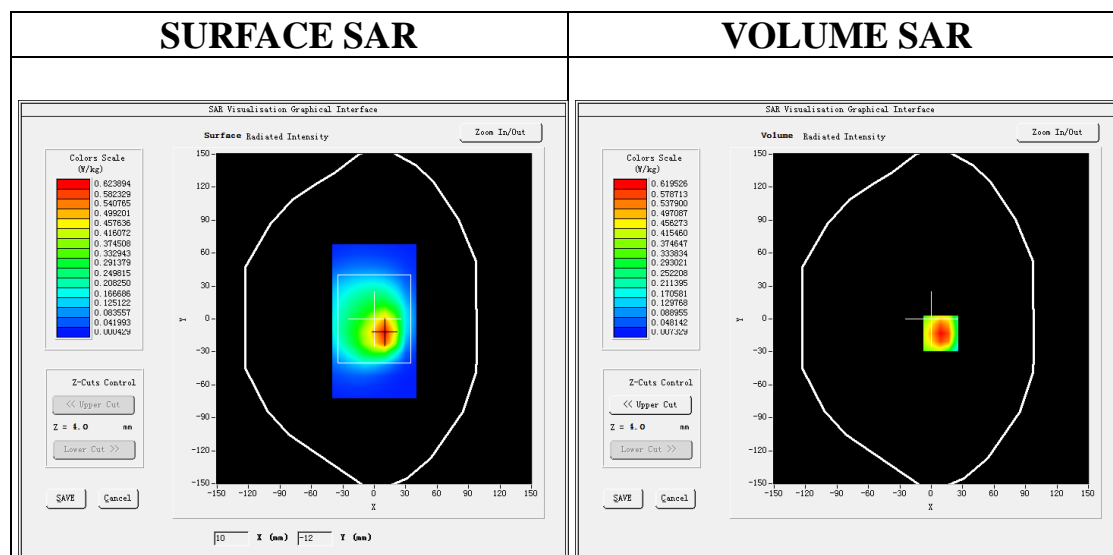 SURFACE SAR
VOLUME SAR
SAR Visualisation Graphical Interface
Surface Radiated Intensity
Zoom In/Out
Colors Scale
(W/kg)
0.623894
0.582329
0.540765
0.499201
0.457636
0.416072
0.374508
0.332943
0.291379
0.249815
0.208250
0.166686
0.125122
0.083557
0.041993
0.000429
150
120
90
60
30
0
-30
-60
-90
-120
-150
Y
-150 -120 -90 -60 -30 0 30 60 90 120 150
X
Z-Cuts Control
<< Upper Cut
Z = 4.0 mm
Lower Cut >>
SAVE Cancel
10 X (mm) -12 Y (mm)
SAR Visualisation Graphical Interface
Volume Radiated Intensity
Zoom In/Out
Colors Scale
(W/kg)
0.619526
0.578713
0.537900
0.497087
0.456273
0.415460
0.374647
0.333834
0.293021
0.252208
0.211395
0.170581
0.129768
0.088955
0.048142
0.007329
150
120
90
60
30
0
-30
-60
-90
-120
-150
Y
-150 -120 -90 -60 -30 0 30 60 90 120 150
X
Z-Cuts Control
<< Upper Cut
Z = 4.0 mm
Lower Cut >>
SAVE Cancel